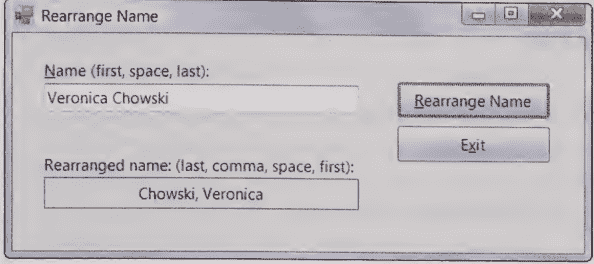 Rearrange Name
Name (first, space, last):
Veronica Chowski
Rearrange Name
Exit
Rearranged name: (last, comma, space, first):
Chowski, Veronica